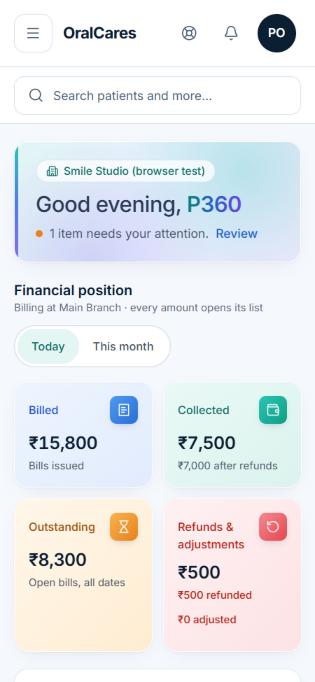 OralCares
PO
Search patients and more...
Smile Studio (browser test)
Good evening, P360
1 item needs your attention. Review
Financial position
Billing at Main Branch · every amount opens its list
Today
This month
Billed
₹15,800
Bills issued
Collected
₹7,500
₹7,000 after refunds
Outstanding
₹8,300
Open bills, all dates
Refunds &
adjustments
₹500
₹500 refunded
₹0 adjusted